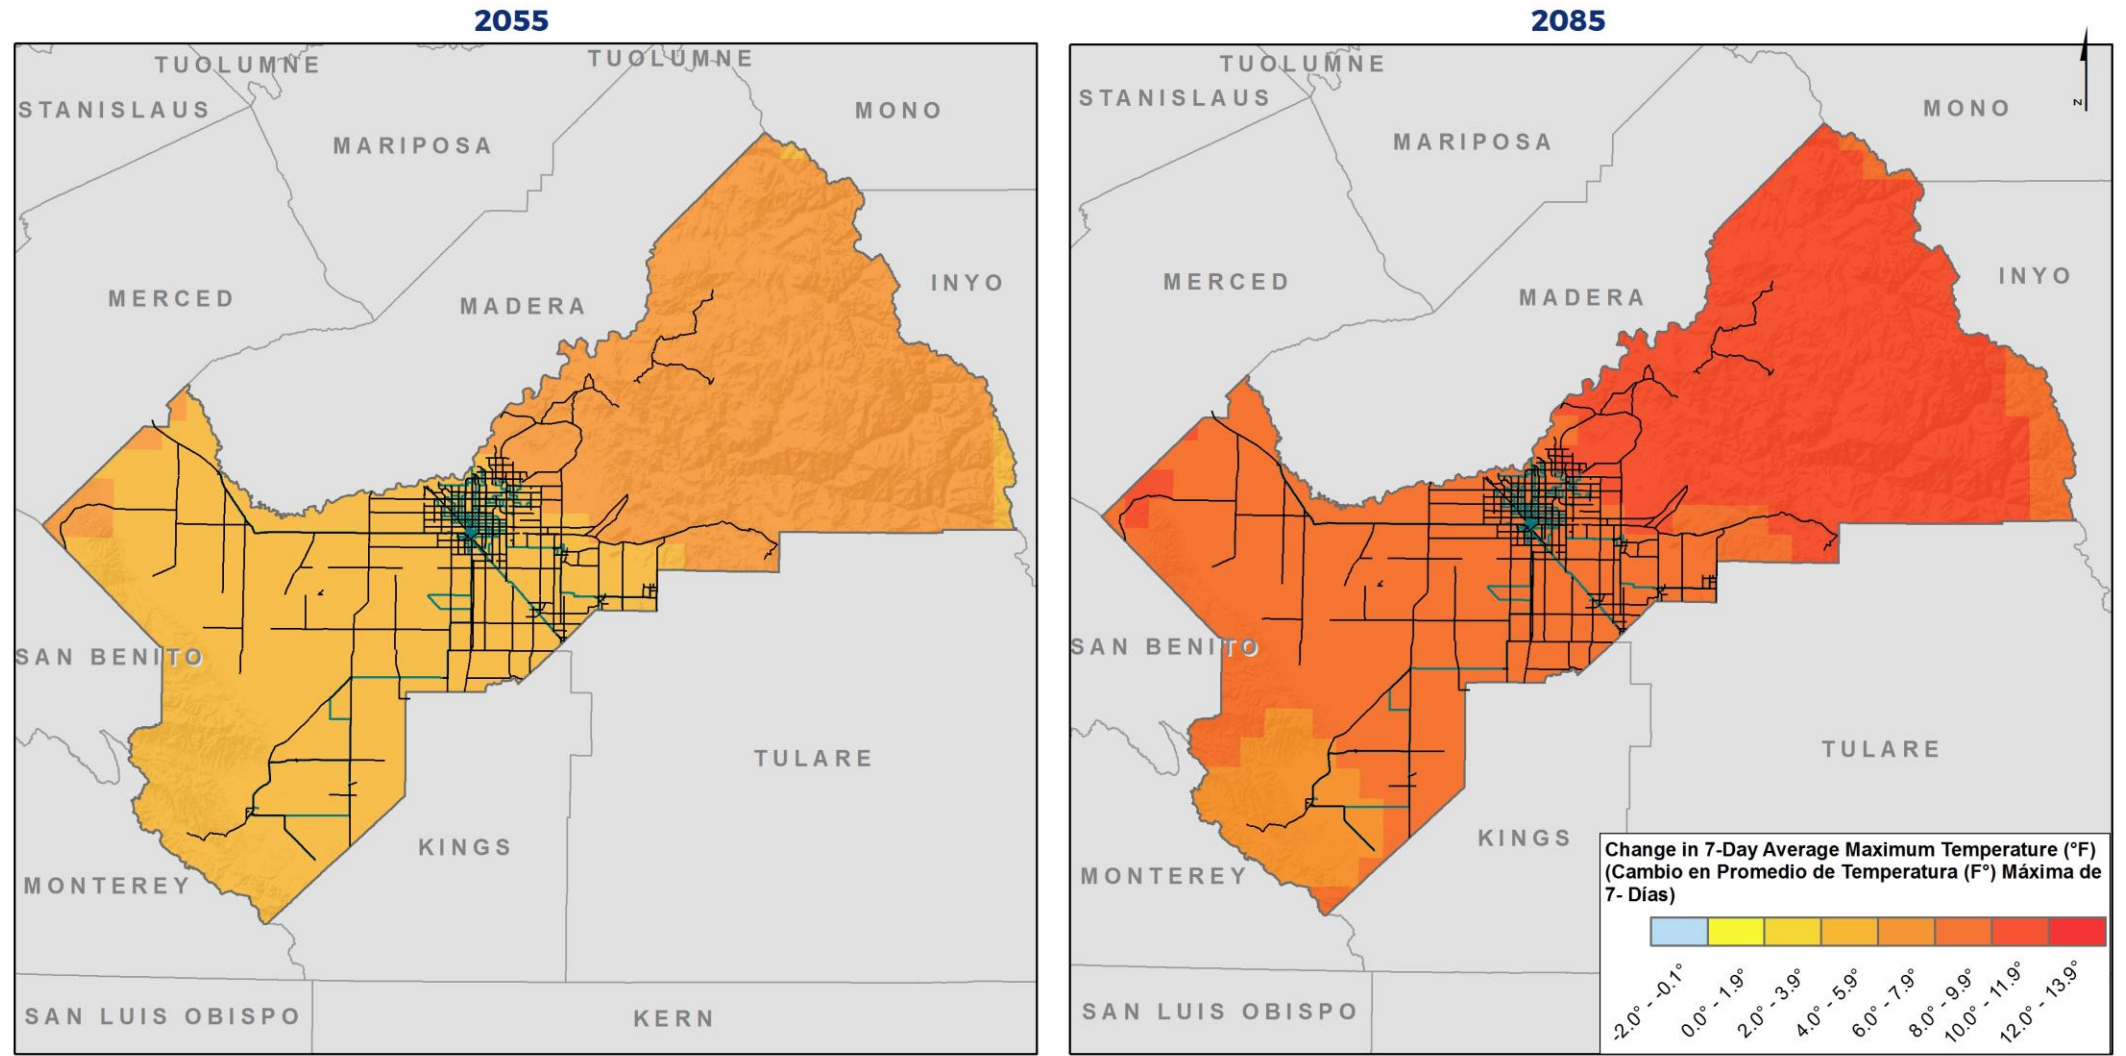 2055
2085
TUOLUMNE
TUOLUMNE
STANISLAUS
MONO
MARIPOSA
MERCED
MADERA
INYO
SAN BENITO
TULARE
KINGS
MONTEREY
SAN LUIS OBISPO
KERN
TUOLUMNE
STANISLAUS
MONO
N
MARIPOSA
MERCED
MADERA
INYO
SAN BENITO
TULARE
KINGS
MONTEREY
SAN LUIS OBISPO
Change in 7-Day Average Maximum Temperature (°F)
(Cambio en Promedio de Temperatura (F°) Máxima de
7- Días)
-2.0° - -0.1°
0.0° - 1.9°
2.0° - 3.9°
4.0° - 5.9°
6.0° - 7.9°
8.0° - 9.9°
10.0° - 11.9°
12.0° - 13.9°